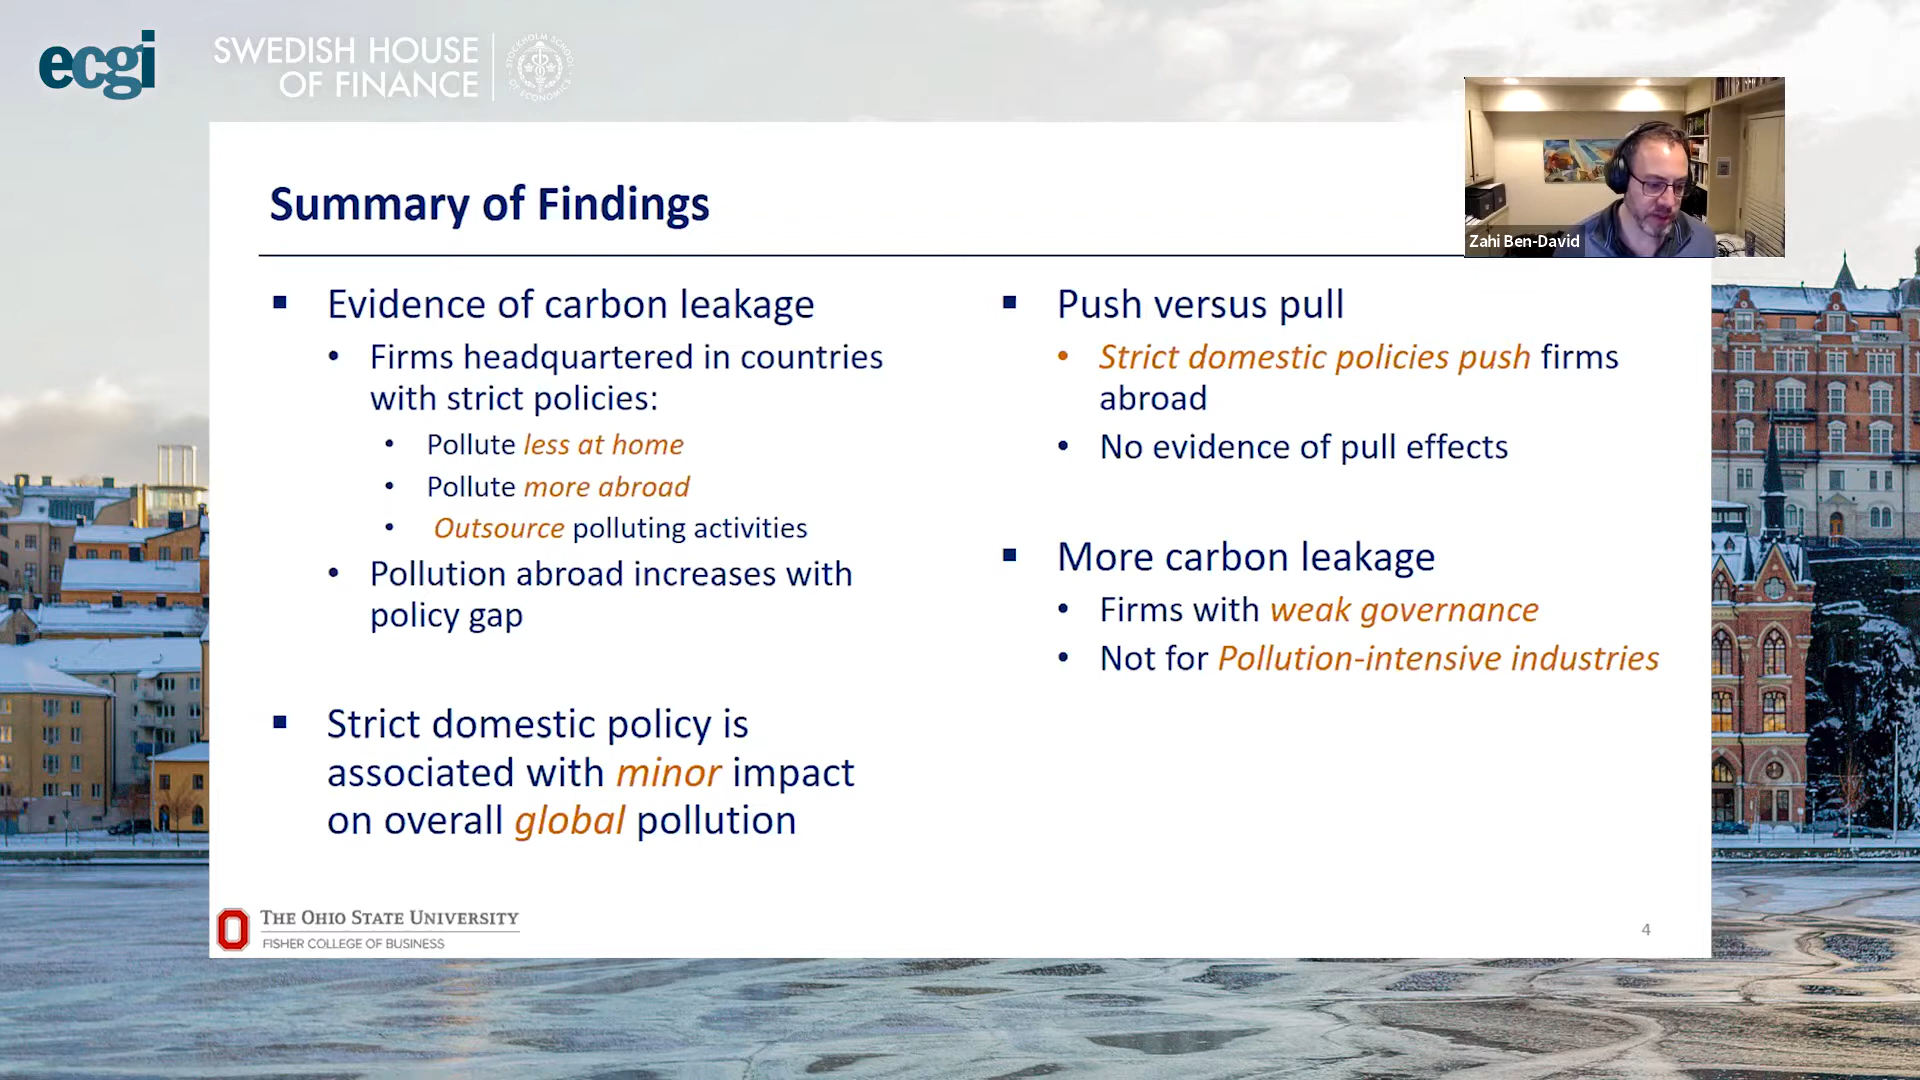 ecgi
SWEDISH HOUSE
OF FINANCE
STOCKHOLM SCHOOL
OF ECONOMICS
Zahi Ben-David
Summary of Findings
▪ Evidence of carbon leakage
• Firms headquartered in countries
with strict policies:
• Pollute less at home
• Pollute more abroad
• Outsource polluting activities
• Pollution abroad increases with
policy gap
▪ Strict domestic policy is
associated with minor impact
on overall global pollution
▪ Push versus pull
• Strict domestic policies push firms
abroad
• No evidence of pull effects
▪ More carbon leakage
• Firms with weak governance
• Not for Pollution-intensive industries
THE OHIO STATE UNIVERSITY
FISHER COLLEGE OF BUSINESS
4